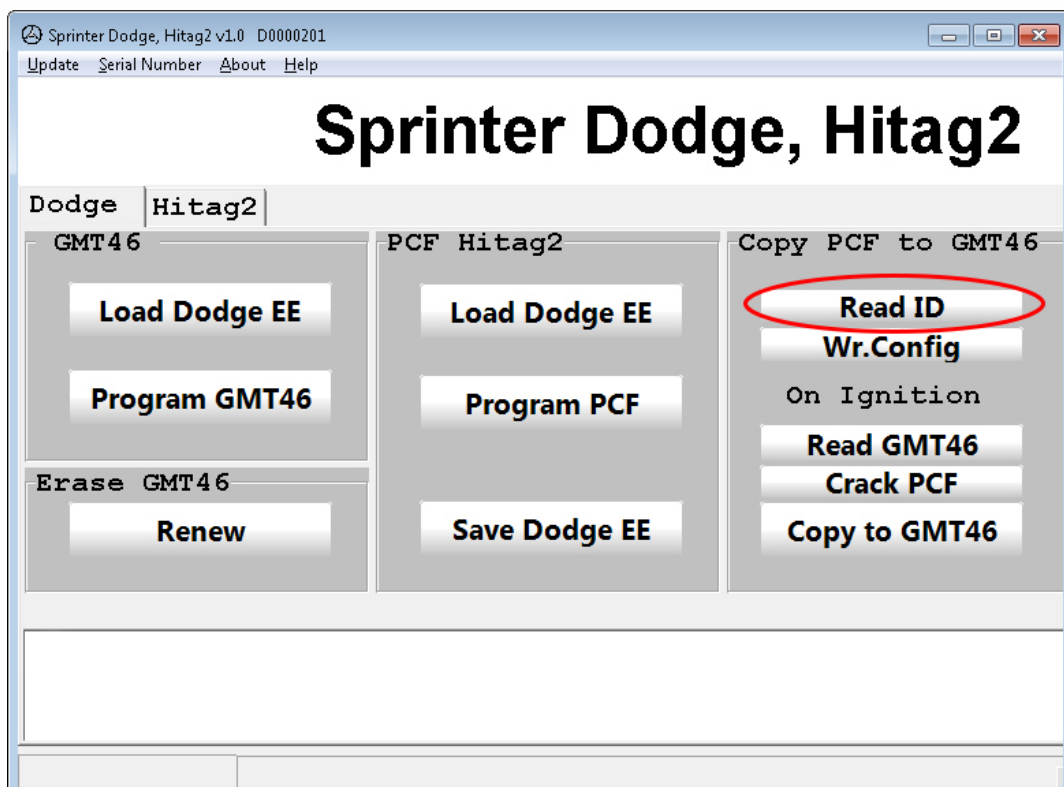 Sprinter Dodge, Hitag2 v1.0 D0000201
Update Serial Number About Help
Sprinter Dodge, Hitag2
Dodge Hitag2
GMT46
Load Dodge EE
Program GMT46
Erase GMT46
Renew
PCF Hitag2
Load Dodge EE
Program PCF
Save Dodge EE
Copy PCF to GMT46
Read ID
Wr.Config
On Ignition
Read GMT46
Crack PCF
Copy to GMT46